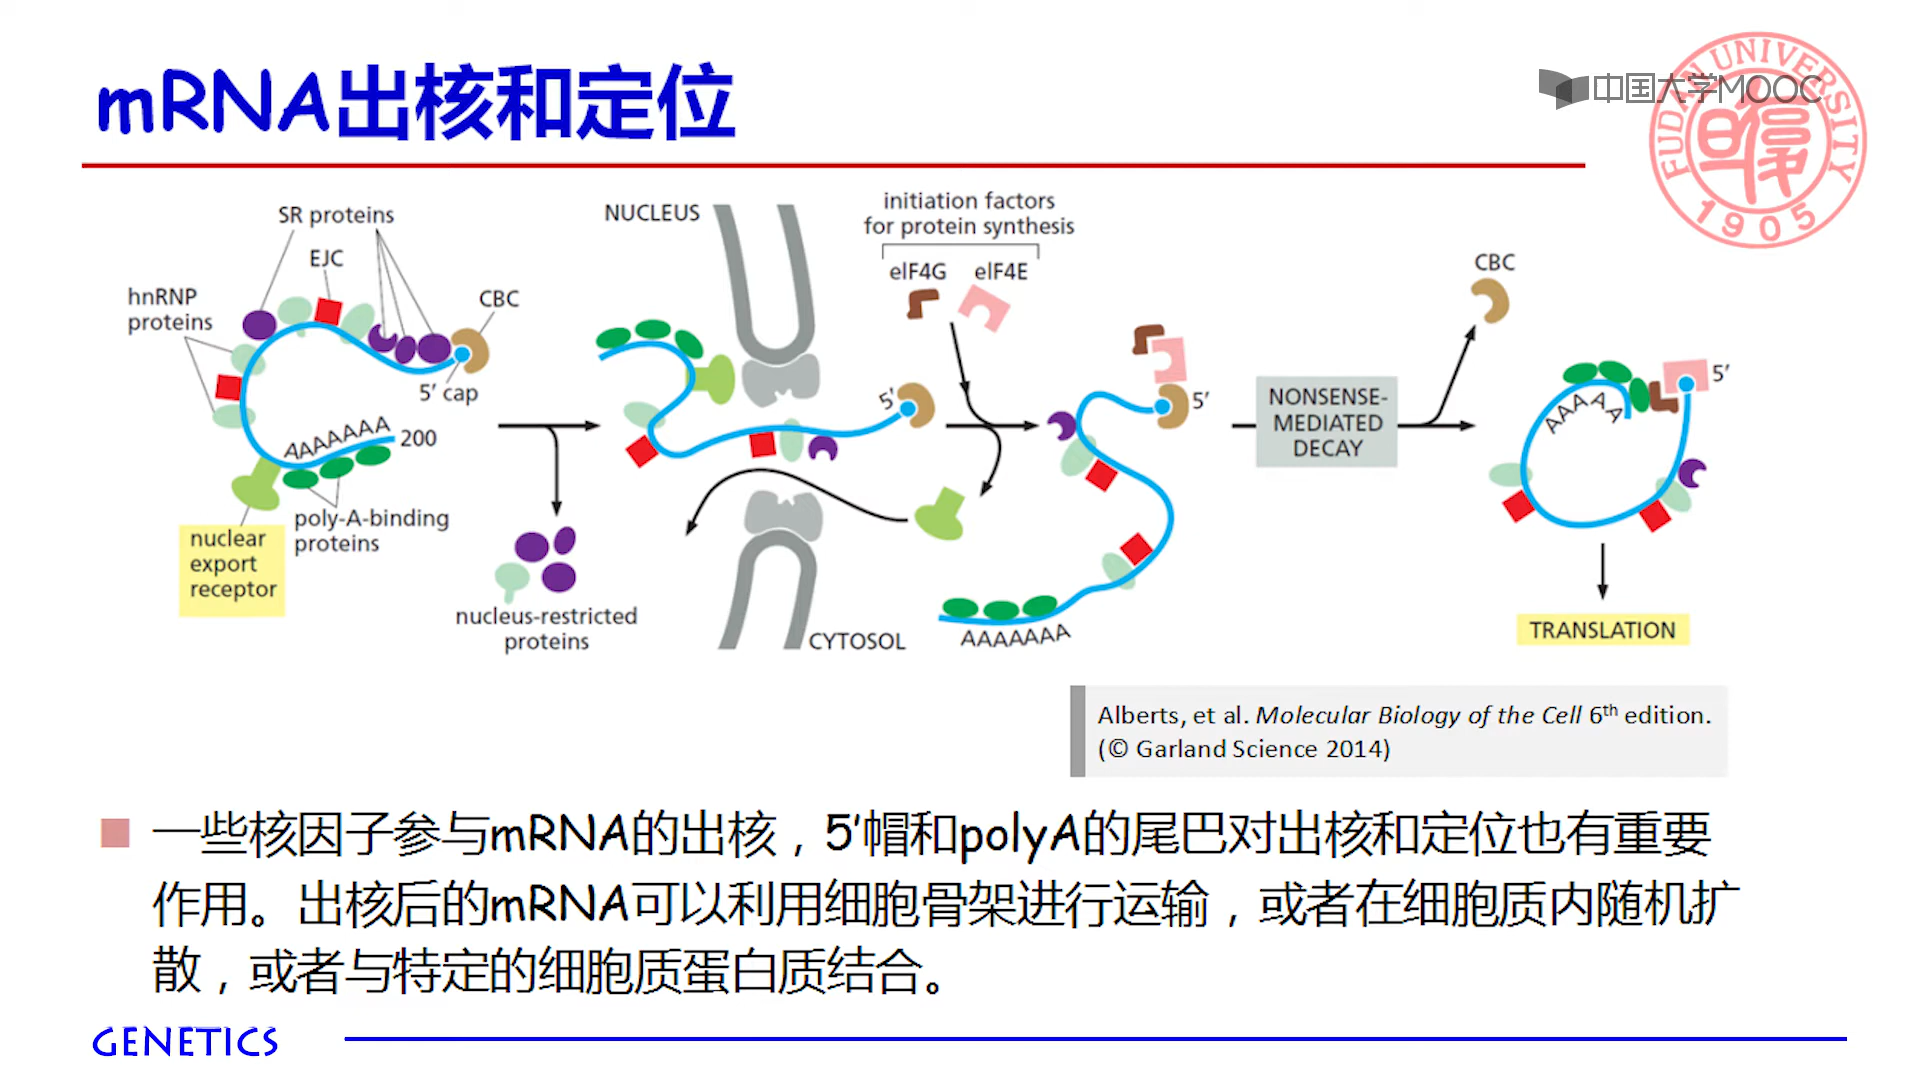 mRNA出核和定位
中国大学MOOC
FUDAN UNIVERSITY
1905
SR proteins
EJC
hnRNP
proteins
CBC
5′ cap
AAAAAAA 200
poly-A-binding
proteins
nuclear
export
receptor
nucleus-restricted
proteins
NUCLEUS
5′
CYTOSOL
initiation factors
for protein synthesis
eIF4G eIF4E
5′
AAAAAAA
NONSENSE-
MEDIATED
DECAY
CBC
5′
AAAAA
TRANSLATION
Alberts, et al. Molecular Biology of the Cell 6th edition.
(© Garland Science 2014)
一些核因子参与mRNA的出核，5′帽和polyA的尾巴对出核和定位也有重要
作用。出核后的mRNA可以利用细胞骨架进行运输，或者在细胞质内随机扩
散，或者与特定的细胞质蛋白质结合。
GENETICS